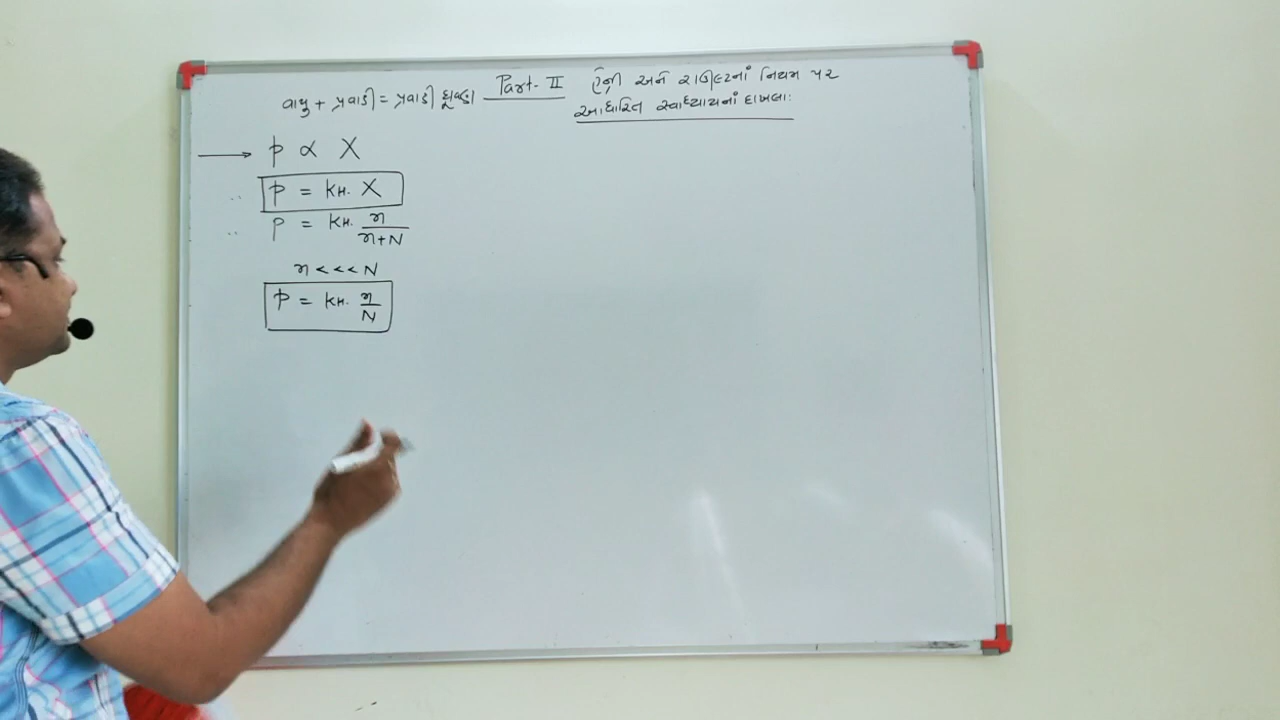 Part-II હેન્રી અને રાઉલ્ટનાં નિયમ પર
વાયુ + પ્રવાહી = પ્રવાહી દ્રાવણ આધારિત સ્વાધ્યાયનાં દાખલા:
→ p ∝ X
∴ p = KH. X
∴ p = KH. n/(n+N)
n <<< N
p = KH. n/N